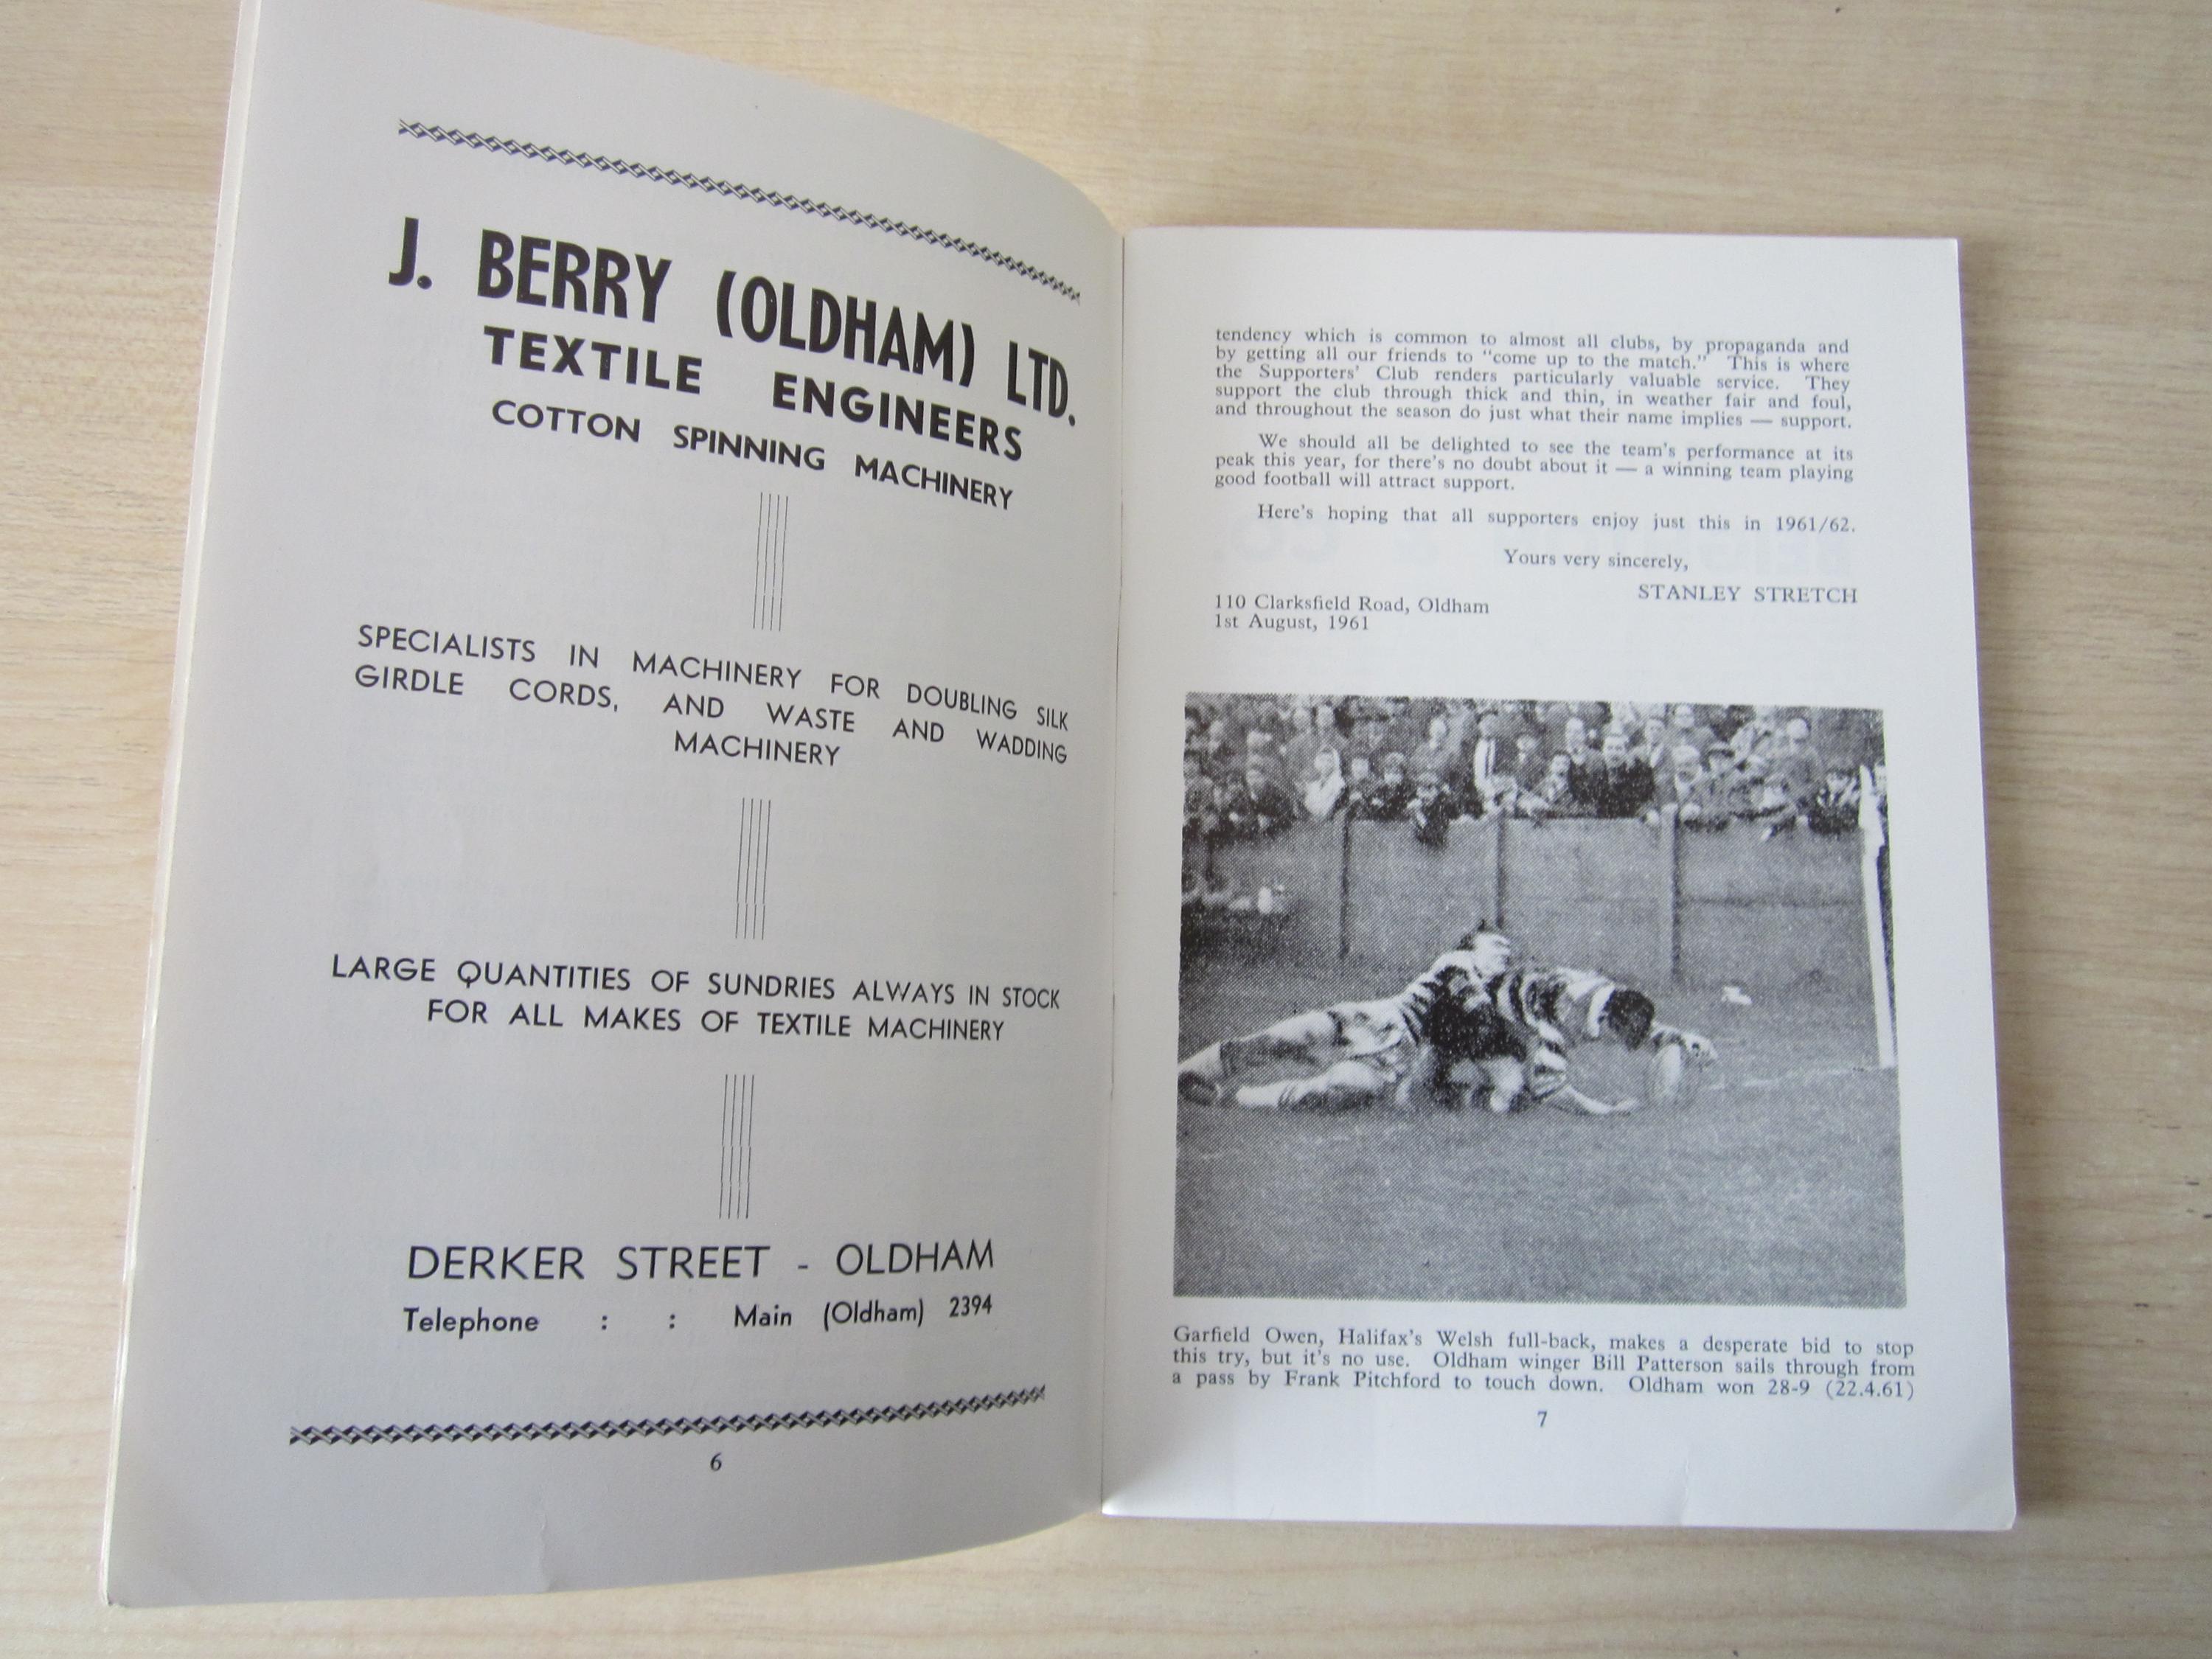 J. BERRY (OLDHAM) LTD.
TEXTILE ENGINEERS
COTTON SPINNING MACHINERY
SPECIALISTS IN MACHINERY FOR DOUBLING SILK
GIRDLE CORDS, AND WASTE AND WADDING
MACHINERY
LARGE QUANTITIES OF SUNDRIES ALWAYS IN STOCK
FOR ALL MAKES OF TEXTILE MACHINERY
DERKER STREET - OLDHAM
Telephone : : Main (Oldham) 2394
6
tendency which is common to almost all clubs, by propaganda and
by getting all our friends to "come up to the match." This is where
the Supporters' Club renders particularly valuable service. They
support the club through thick and thin, in weather fair and foul,
and throughout the season do just what their name implies — support.
We should all be delighted to see the team's performance at its
peak this year, for there's no doubt about it — a winning team playing
good football will attract support.
Here's hoping that all supporters enjoy just this in 1961/62.
Yours very sincerely,
STANLEY STRETCH
110 Clarksfield Road, Oldham
1st August, 1961
Garfield Owen, Halifax's Welsh full-back, makes a desperate bid to stop
this try, but it's no use. Oldham winger Bill Patterson sails through from
a pass by Frank Pitchford to touch down. Oldham won 28-9 (22.4.61)
7